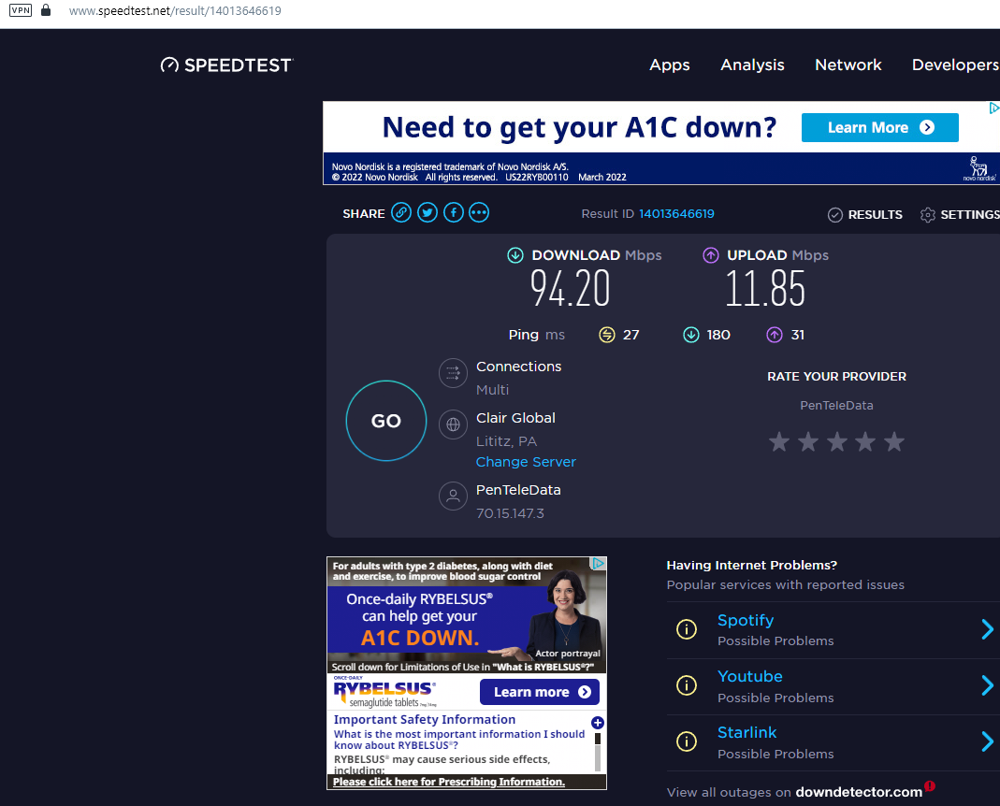 VPN
www.speedtest.net/result/14013646619
SPEEDTEST
Apps Analysis Network Developers
Need to get your A1C down?
Learn More
Novo Nordisk is a registered trademark of Novo Nordisk A/S.
© 2022 Novo Nordisk All rights reserved. US22RYB00110 March 2022
novo nordisk
SHARE
Result ID 14013646619
RESULTS
SETTINGS
DOWNLOAD Mbps
94.20
UPLOAD Mbps
11.85
Ping ms 27 180 31
GO
Connections
Multi
Clair Global
Lititz, PA
Change Server
PenTeleData
70.15.147.3
RATE YOUR PROVIDER
PenTeleData
For adults with type 2 diabetes, along with diet
and exercise, to improve blood sugar control
Once-daily RYBELSUS®
can help get your
A1C DOWN.
Actor portrayal
Scroll down for Limitations of Use in "What is RYBELSUS®?"
ONCE-DAILY
RYBELSUS®
semaglutide tablets 7mg|14mg
Learn more
Important Safety Information
What is the most important information I should
know about RYBELSUS®?
RYBELSUS® may cause serious side effects,
including:
Please click here for Prescribing Information.
Having Internet Problems?
Popular services with reported issues
Spotify
Possible Problems
Youtube
Possible Problems
Starlink
Possible Problems
View all outages on downdetector.com